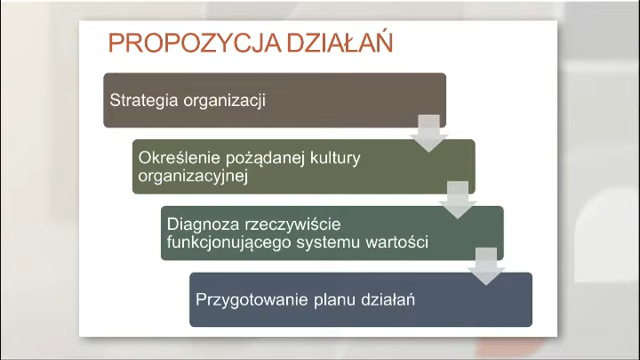 PROPOZYCJA DZIAŁAŃ
Strategia organizacji
Określenie pożądanej kultury
organizacyjnej
Diagnoza rzeczywiście
funkcjonującego systemu wartości
Przygotowanie planu działań